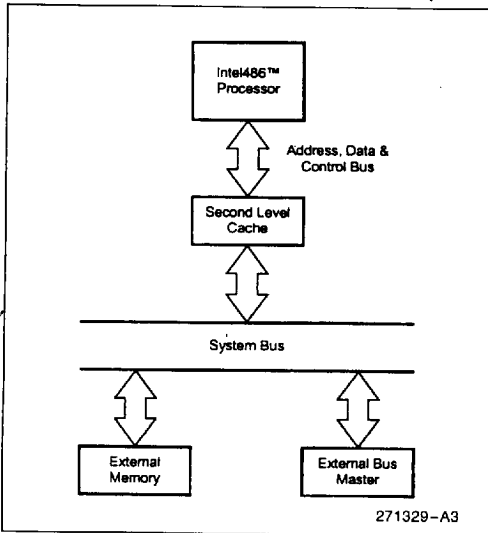 Intel486™
Processor
Address, Data &
Control Bus
Second Level
Cache
System Bus
External
Memory
External Bus
Master
271329-A3